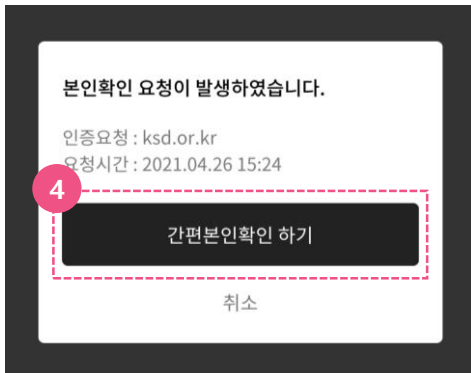 본인확인 요청이 발생하였습니다.
인증요청 : ksd.or.kr
요청시간 : 2021.04.26 15:24
4
간편본인확인 하기
취소